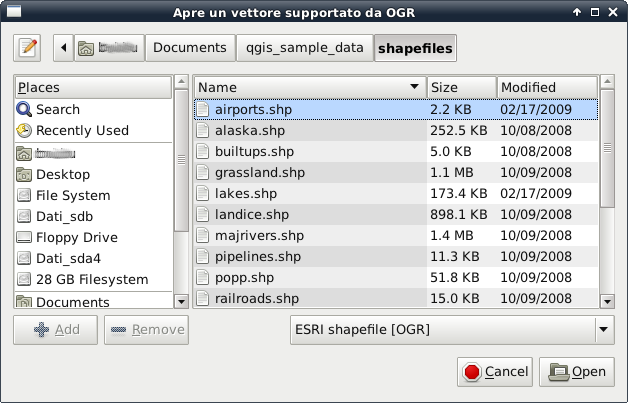 Apre un vettore supportato da OGR
Documents qgis_sample_data shapefiles
Places
Search
Recently Used
Desktop
File System
Dati_sdb
Floppy Drive
Dati_sda4
28 GB Filesystem
Documents
Name Size Modified
airports.shp 2.2 KB 02/17/2009
alaska.shp 252.5 KB 10/08/2008
builtups.shp 5.0 KB 10/08/2008
grassland.shp 1.1 MB 10/09/2008
lakes.shp 173.4 KB 02/17/2009
landice.shp 898.1 KB 10/09/2008
majrivers.shp 1.4 MB 10/09/2008
pipelines.shp 11.3 KB 10/09/2008
popp.shp 51.8 KB 10/09/2008
railroads.shp 15.0 KB 10/09/2008
Add Remove
ESRI shapefile [OGR]
Cancel Open